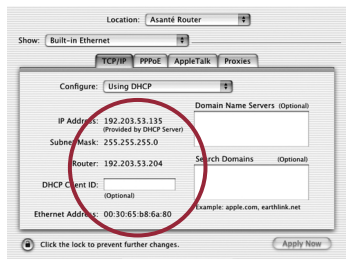 Location: Asanté Router
Show: Built-in Ethernet
TCP/IP PPPoE AppleTalk Proxies
Configure: Using DHCP
Domain Name Servers (Optional)
IP Address: 192.203.53.135
(Provided by DHCP Server)
Subnet Mask: 255.255.255.0
Router: 192.203.53.204
Search Domains (Optional)
DHCP Client ID:
(Optional)
Example: apple.com, earthlink.net
Ethernet Address: 00:30:65:b8:6a:80
Click the lock to prevent further changes.
Apply Now